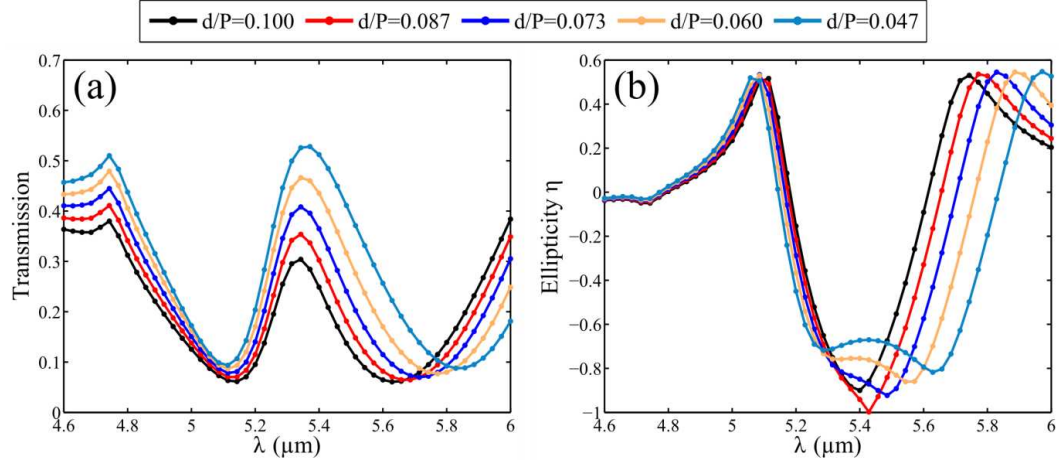 d/P=0.100 d/P=0.087 d/P=0.073 d/P=0.060 d/P=0.047
(a)
Transmission
0.7
0.6
0.5
0.4
0.3
0.2
0.1
0
4.6 4.8 5 5.2 5.4 5.6 5.8 6
λ (µm)
(b)
Ellipticity η
0.6
0.4
0.2
0
−0.2
−0.4
−0.6
−0.8
−1
4.6 4.8 5 5.2 5.4 5.6 5.8 6
λ (µm)